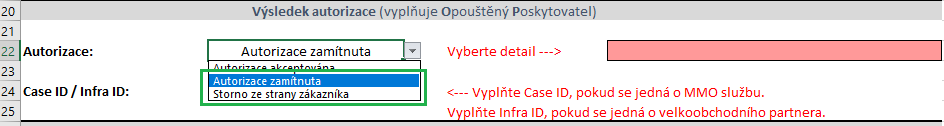 20 Výsledek autorizace (vyplňuje Opouštěný Poskytovatel)
21
22 Autorizace: Autorizace zamítnuta Vyberte detail --->
23 Autorizace akceptována
Autorizace zamítnuta
24 Case ID / Infra ID: Storno ze strany zákazníka <--- Vyplňte Case ID, pokud se jedná o MMO službu.
25 Vyplňte Infra ID, pokud se jedná o velkoobchodního partnera.